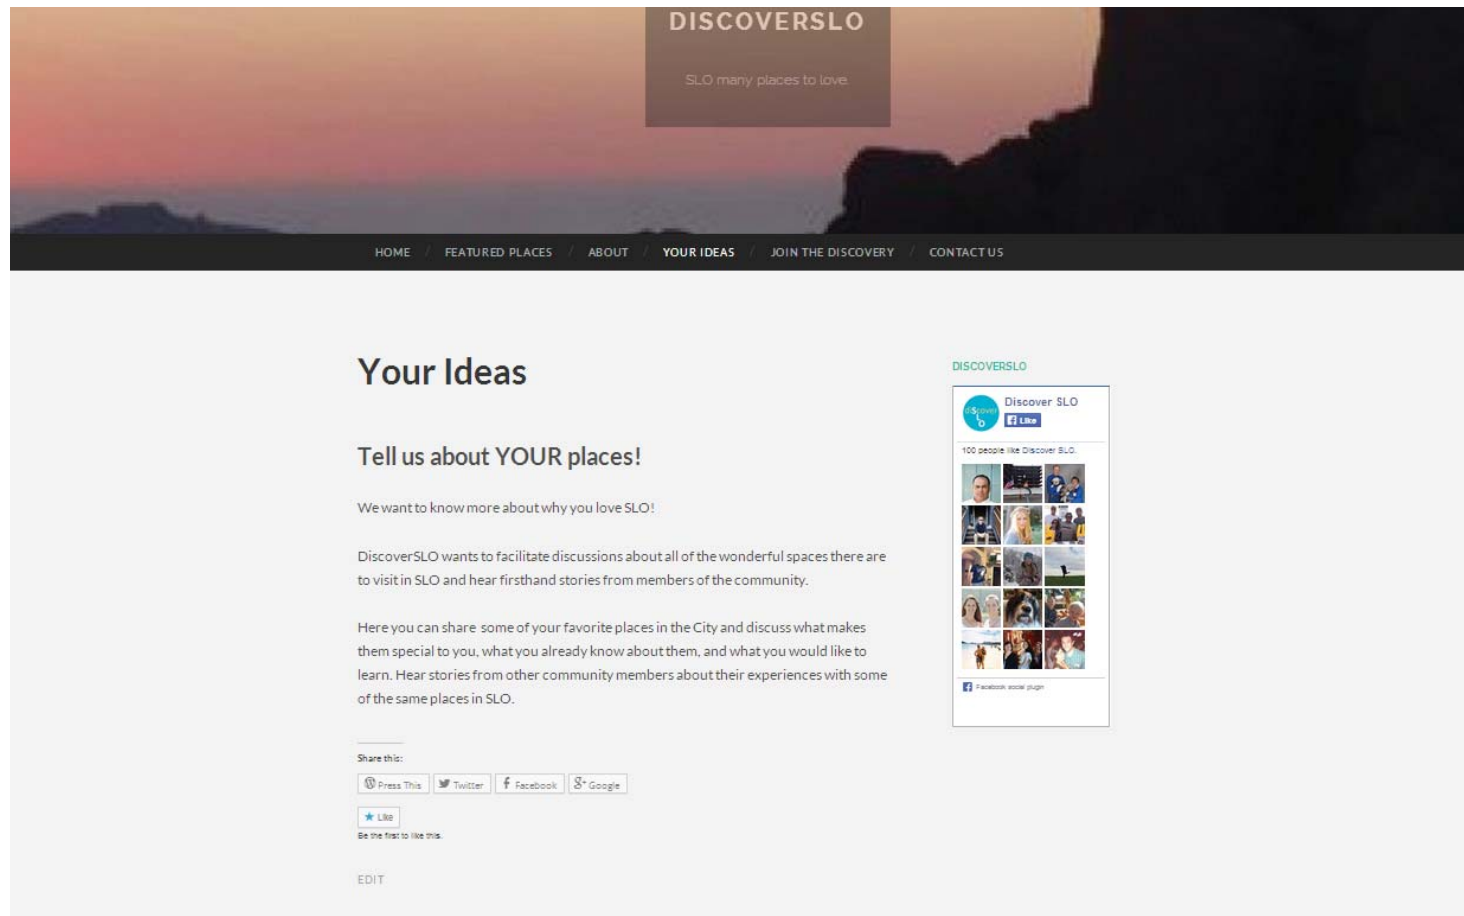 DISCOVERSLO
SLO many places to love.
HOME / FEATURED PLACES / ABOUT / YOUR IDEAS / JOIN THE DISCOVERY / CONTACT US
Your Ideas
Tell us about YOUR places!
We want to know more about why you love SLO!
DiscoverSLO wants to facilitate discussions about all of the wonderful spaces there are
to visit in SLO and hear firsthand stories from members of the community.
Here you can share some of your favorite places in the City and discuss what makes
them special to you, what you already know about them, and what you would like to
learn. Hear stories from other community members about their experiences with some
of the same places in SLO.
Share this:
Press This Twitter Facebook Google
Like
Be the first to like this.
EDIT
DISCOVERSLO
diScover
L
O
Discover SLO
Like
100 people like Discover SLO.
Facebook social plugin